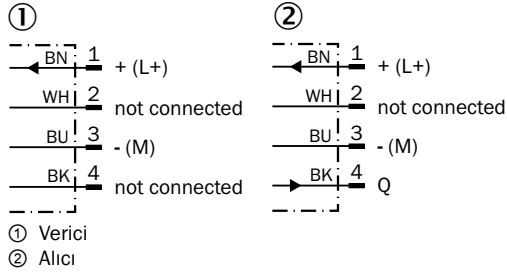 ① ②
BN 1 + (L+)
WH 2 not connected
BU 3 - (M)
BK 4 not connected
BN 1 + (L+)
WH 2 not connected
BU 3 - (M)
BK 4 Q
① Verici
② Alıcı